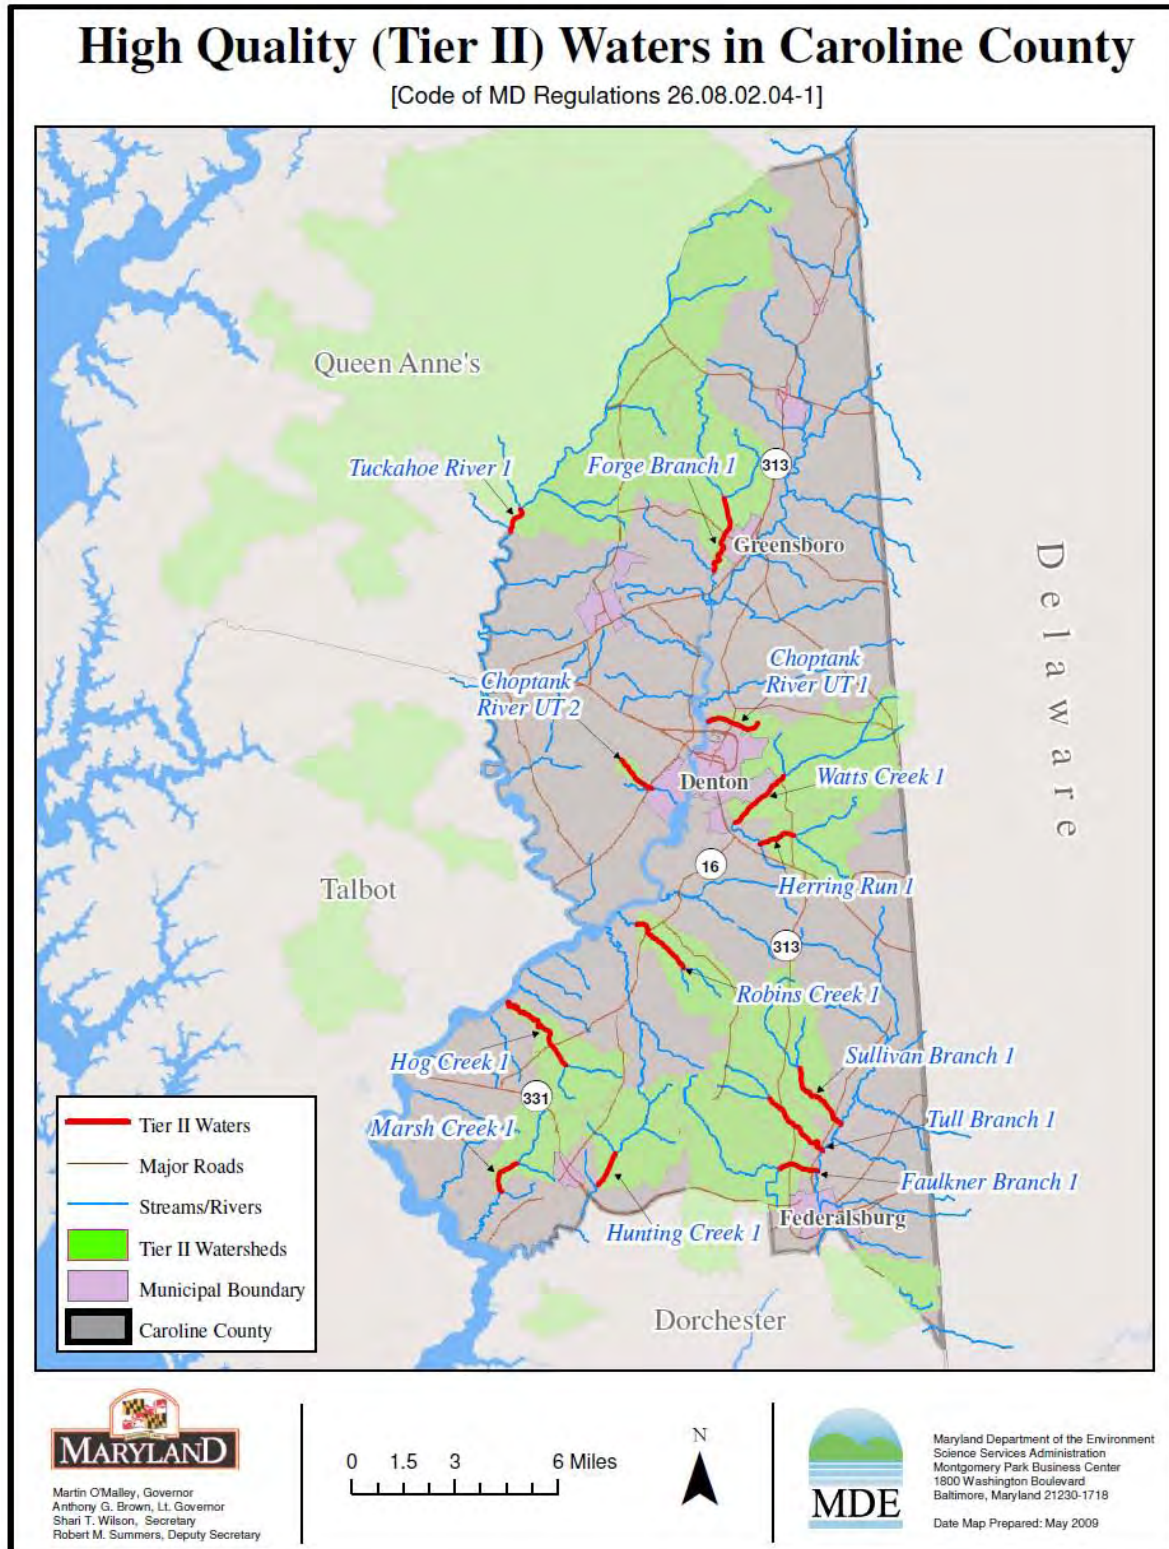 High Quality (Tier II) Waters in Caroline County
[Code of MD Regulations 26.08.02.04-1]
Queen Anne's
Tuckahoe River 1
Forge Branch 1
313
Greensboro
Delaware
Choptank
River UT 1
Choptank
River UT 2
Denton
Watts Creek 1
16
Herring Run 1
Talbot
313
Robins Creek 1
Hog Creek 1
Sullivan Branch 1
331
Marsh Creek 1
Tull Branch 1
Faulkner Branch 1
Federalsburg
Hunting Creek 1
Dorchester
Tier II Waters
Major Roads
Streams/Rivers
Tier II Watersheds
Municipal Boundary
Caroline County
MARYLAND
Martin O'Malley, Governor
Anthony G. Brown, Lt. Governor
Shari T. Wilson, Secretary
Robert M. Summers, Deputy Secretary
0 1.5 3 6 Miles
N
MDE
Maryland Department of the Environment
Science Services Administration
Montgomery Park Business Center
1800 Washington Boulevard
Baltimore, Maryland 21230-1718
Date Map Prepared: May 2009